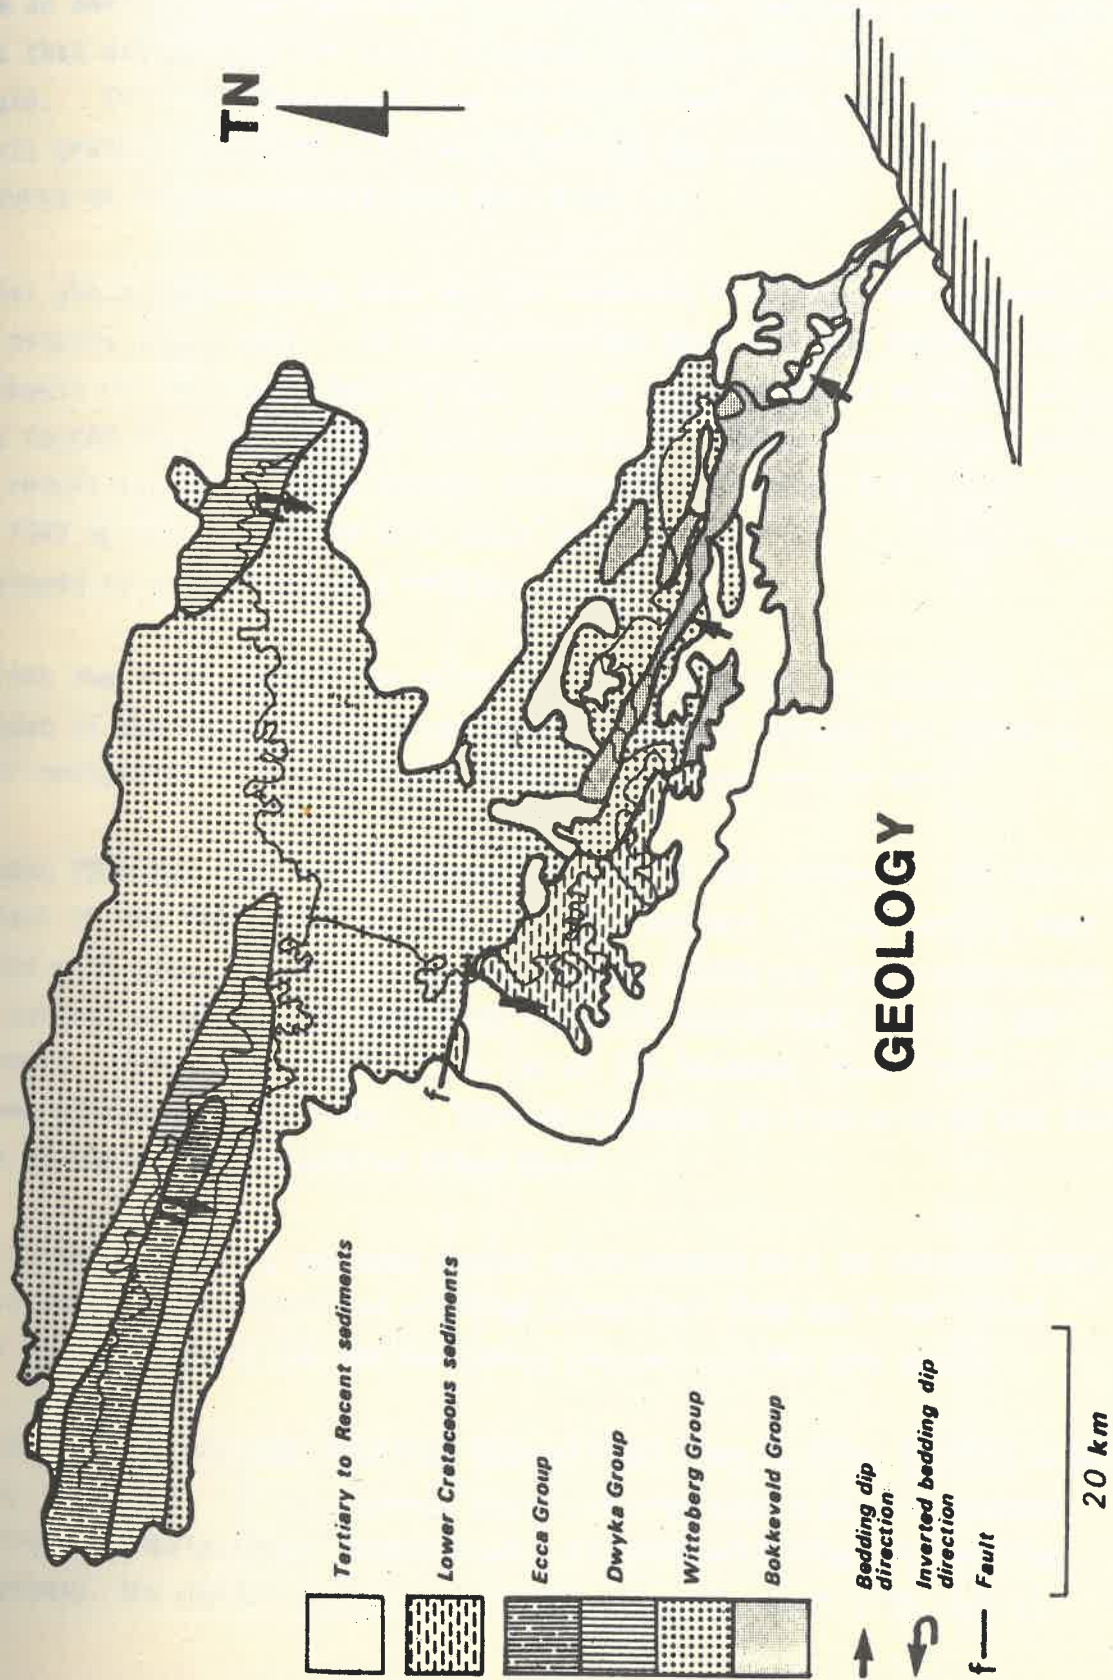 TN
GEOLOGY
Tertiary to Recent sediments
Lower Cretaceous sediments
Ecca Group
Dwyka Group
Witteberg Group
Bokkeveld Group
Bedding dip
direction
Inverted bedding dip
direction
f
Fault
f
20 km